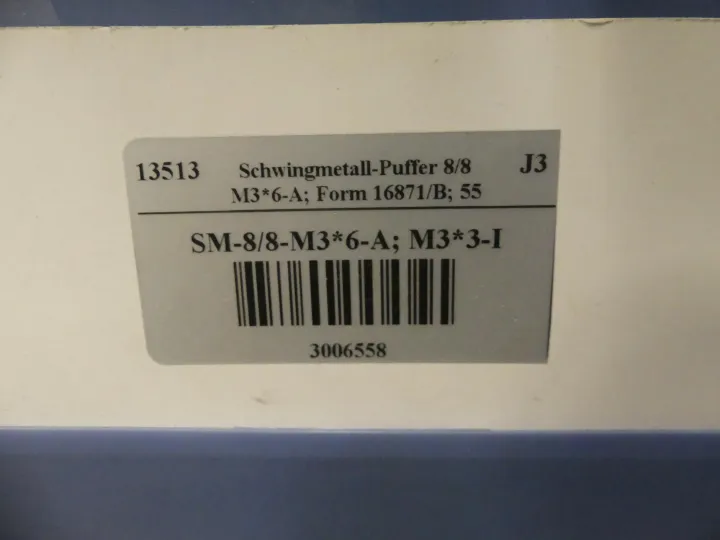 13513 Schwingmetall-Puffer 8/8 J3
M3*6-A; Form 16871/B; 55
SM-8/8-M3*6-A; M3*3-I
3006558